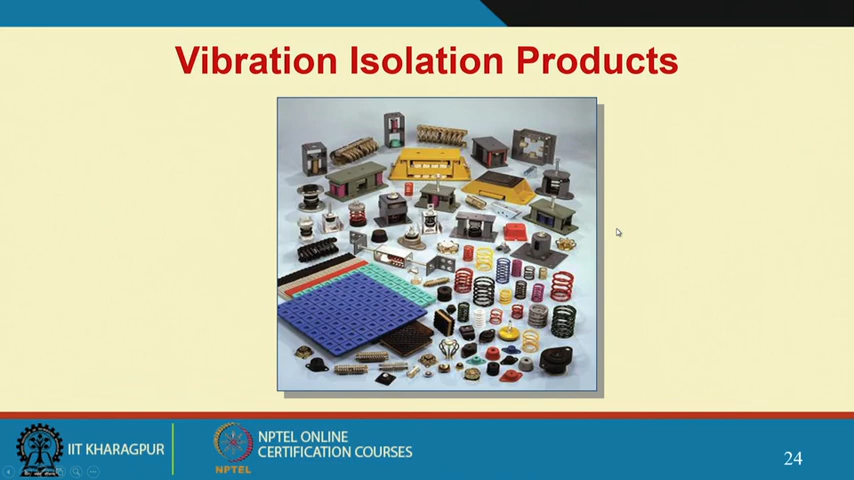 Vibration Isolation Products
IIT KHARAGPUR
NPTEL
NPTEL ONLINE
CERTIFICATION COURSES
24